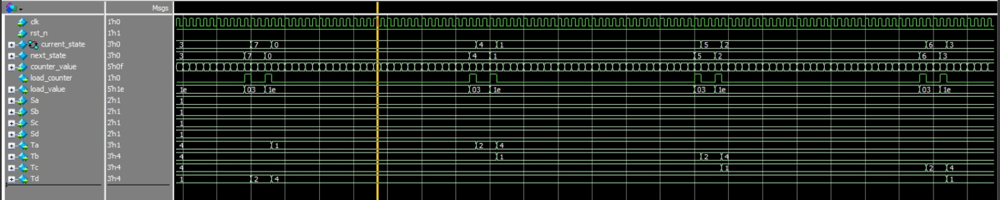 Msgs
clk 1'h0
rst_n 1'h1
current_state 3'h0 3 7 0 4 1 5 2 6 3
next_state 3'h0 3 7 0 4 1 5 2 6 3
counter_value 5'h0f
load_counter 1'h0
load_value 5'h1e 1e 03 1e 03 1e 03 1e 03 1e
Sa 2'h1 1
Sb 2'h1 1
Sc 2'h1 1
Sd 2'h1 1
Ta 3'h1 4 1 2 4
Tb 3'h4 4 1 2 4
Tc 3'h4 4 1 2 4
Td 3'h4 1 2 4 1